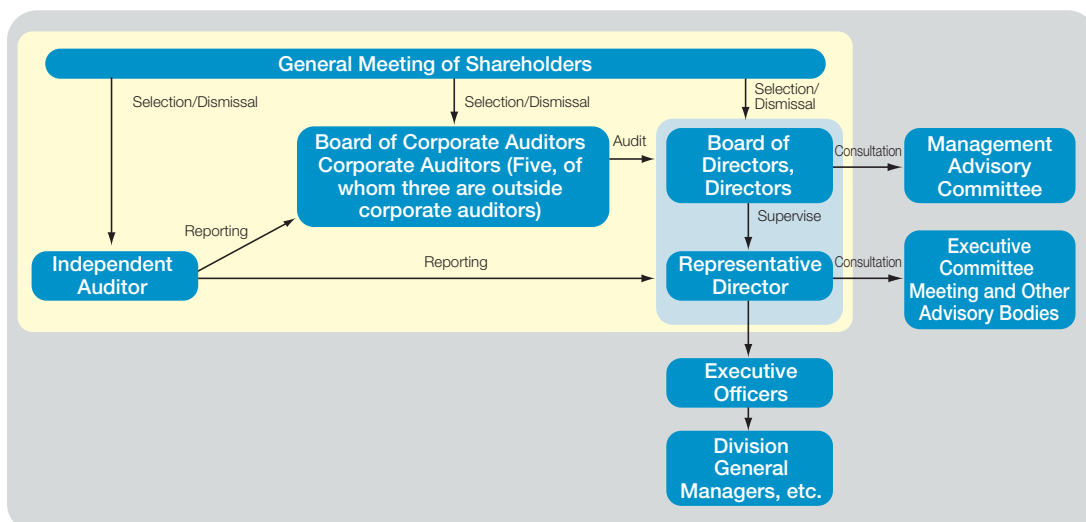 General Meeting of Shareholders
Selection/Dismissal
Selection/Dismissal
Selection/
Dismissal
Board of Corporate Auditors
Corporate Auditors (Five, of
whom three are outside
corporate auditors)
Audit
Board of
Directors,
Directors
Consultation
Management
Advisory
Committee
Supervise
Reporting
Independent
Auditor
Reporting
Representative
Director
Consultation
Executive
Committee
Meeting and Other
Advisory Bodies
Executive
Officers
Division
General
Managers, etc.